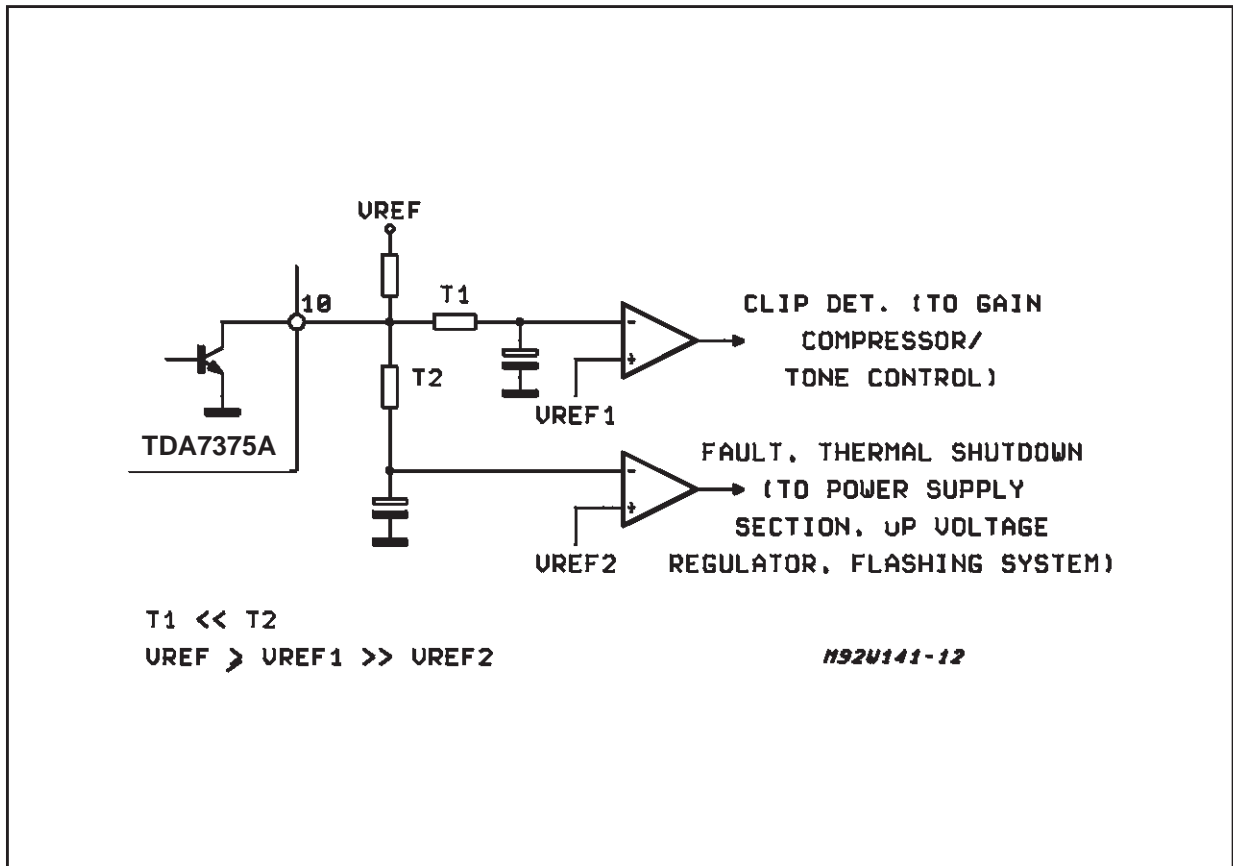 VREF
10
T1
T2
TDA7375A
-
+
VREF1
CLIP DET. (TO GAIN
COMPRESSOR/
TONE CONTROL)
-
+
VREF2
FAULT, THERMAL SHUTDOWN
(TO POWER SUPPLY
SECTION, uP VOLTAGE
REGULATOR, FLASHING SYSTEM)
T1 << T2
VREF > VREF1 >> VREF2
M92W141-12